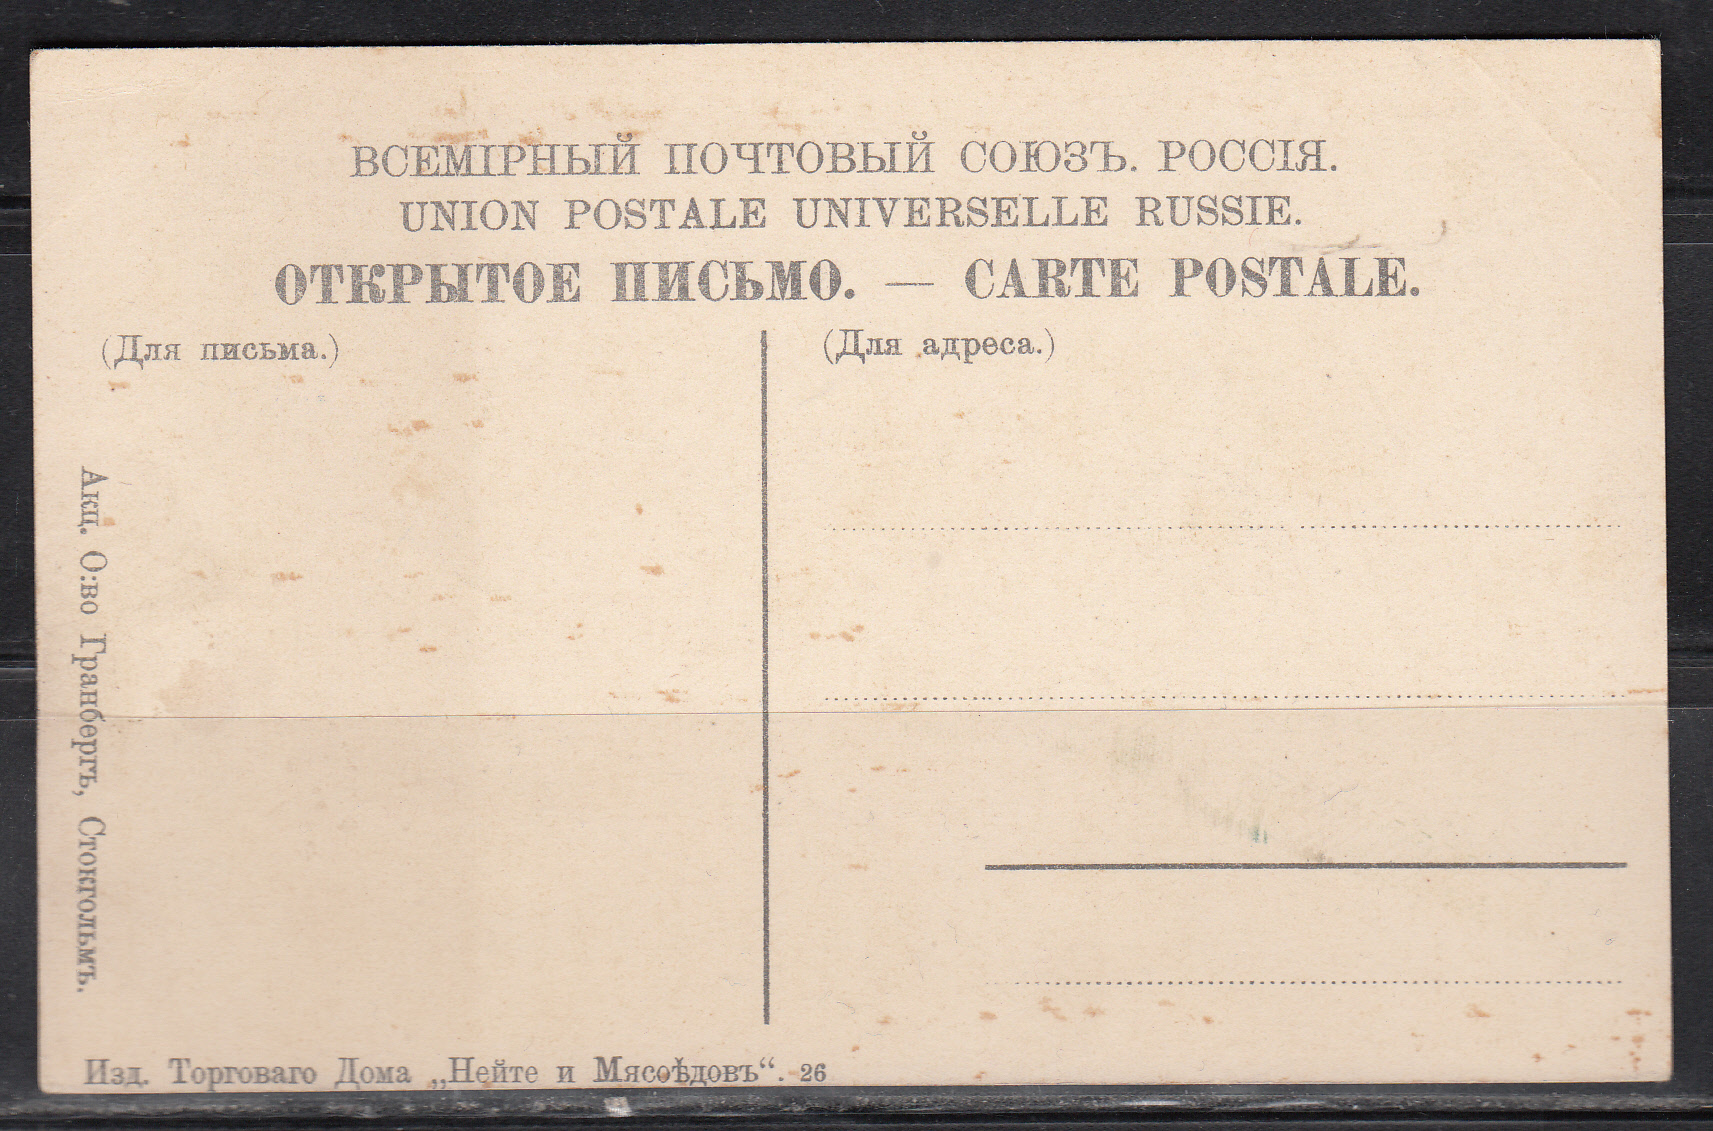 ВСЕМІРНЫЙ ПОЧТОВЫЙ СОЮЗЪ. РОССІЯ.
UNION POSTALE UNIVERSELLE RUSSIE.
ОТКРЫТОЕ ПИСЬМО. — CARTE POSTALE.
(Для письма.)
(Для адреса.)
Акц. О:во Гранбергъ, Стокгольмъ.
Изд. Торговаго Дома „Нейте и Мясоѣдовъ“. 26